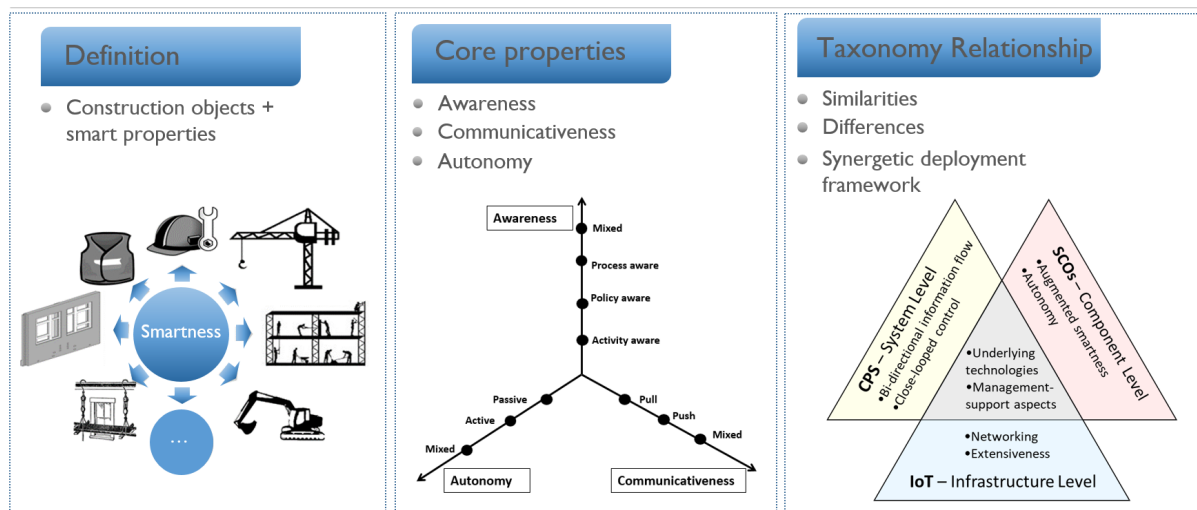 Definition
Construction objects +
smart properties
Smartness
...
Core properties
Awareness
Communicativeness
Autonomy
Awareness
Mixed
Process aware
Policy aware
Activity aware
Passive
Active
Mixed
Autonomy
Pull
Push
Mixed
Communicativeness
Taxonomy Relationship
Similarities
Differences
Synergetic deployment
framework
CPS – System Level
•Bi-directional information flow
•Close-looped control
SCOs – Component Level
•Augmented smartness
•Autonomy
•Underlying
technologies
•Management-
support aspects
•Networking
•Extensiveness
IoT – Infrastructure Level